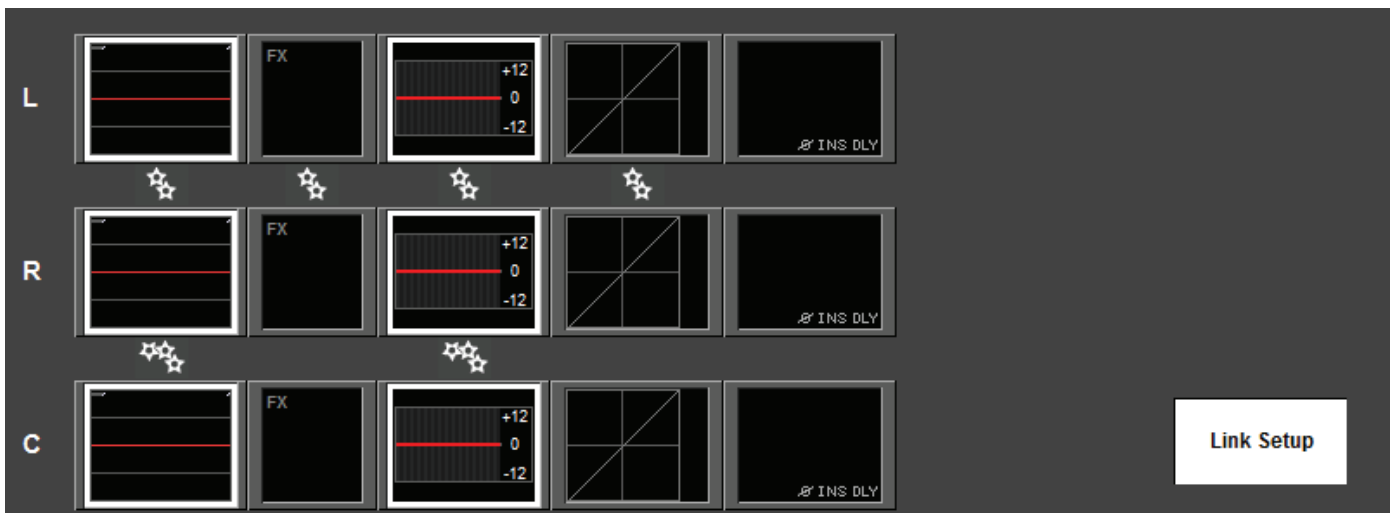 L
FX
+12
0
-12
Ø INS DLY
R
FX
+12
0
-12
Ø INS DLY
C
FX
+12
0
-12
Ø INS DLY
Link Setup